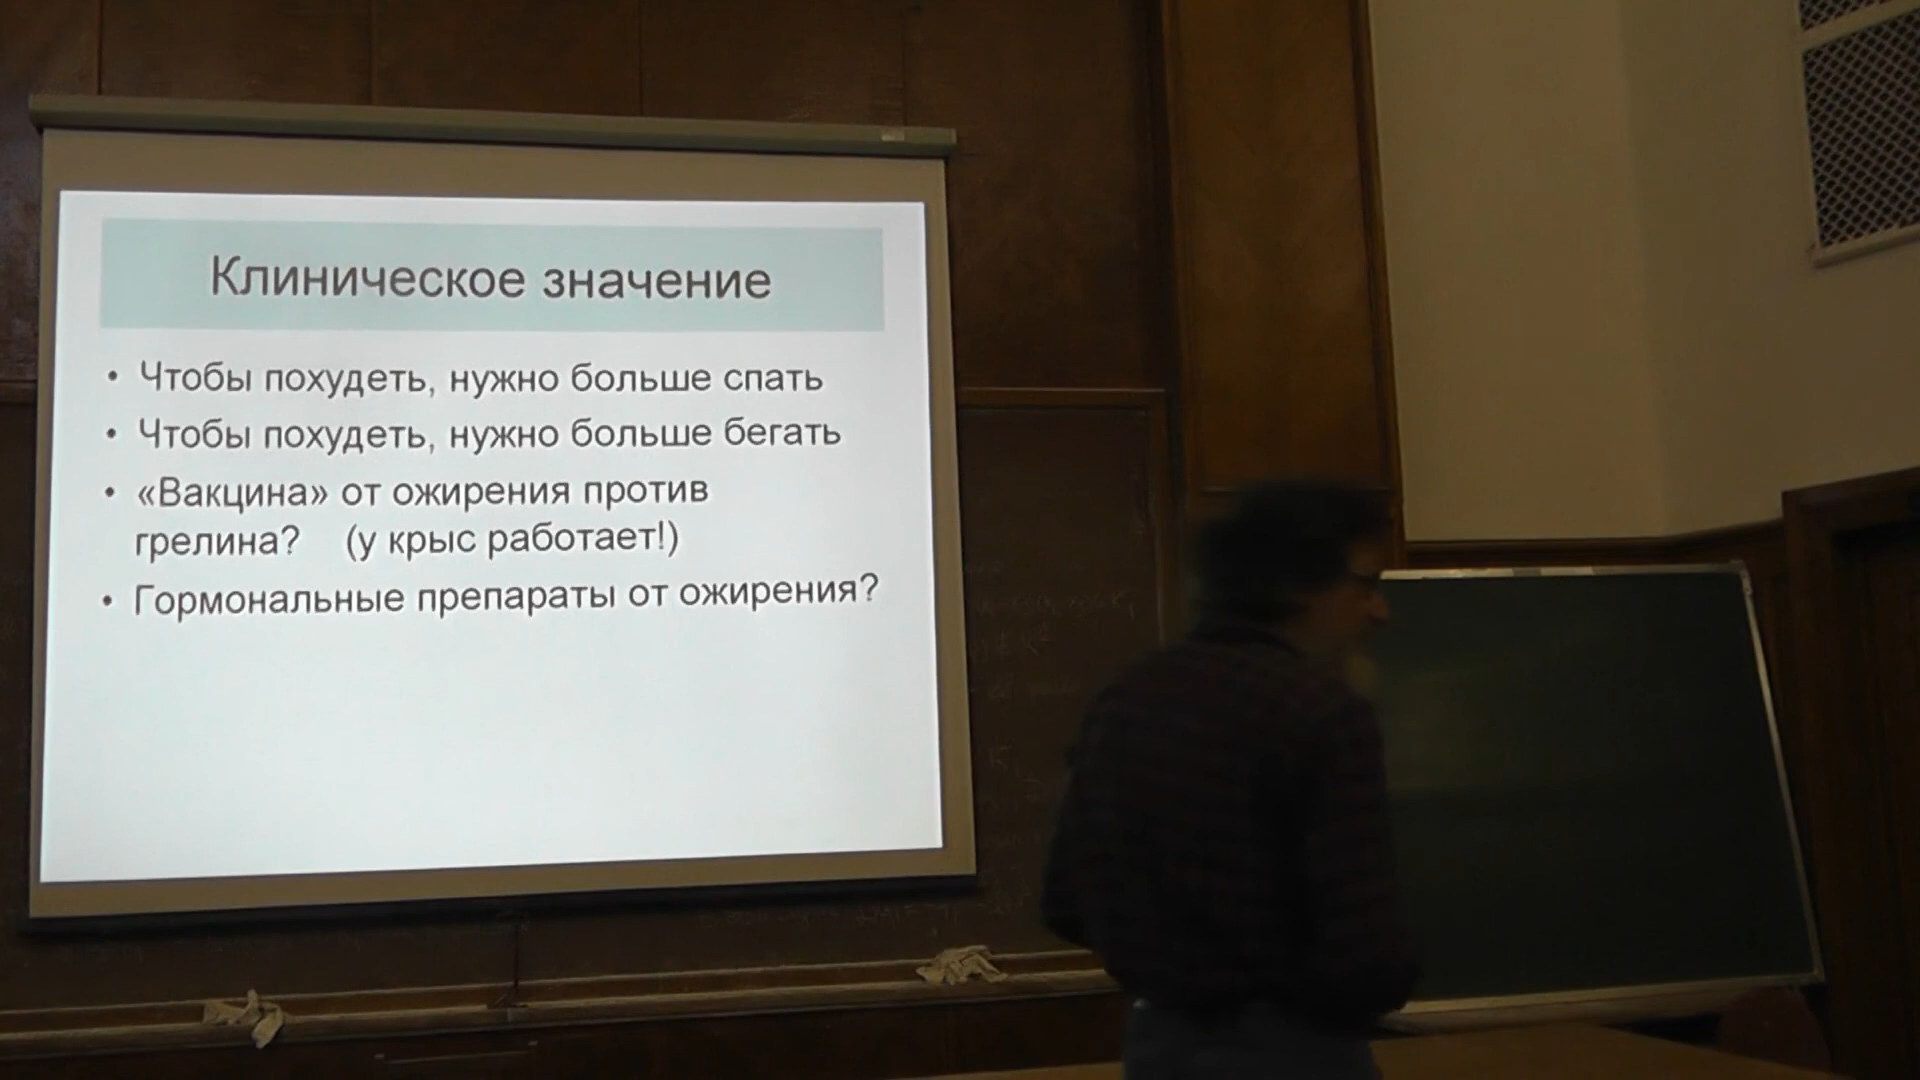 Клиническое значение
• Чтобы похудеть, нужно больше спать
• Чтобы похудеть, нужно больше бегать
• «Вакцина» от ожирения против
грелина? (у крыс работает!)
• Гормональные препараты от ожирения?